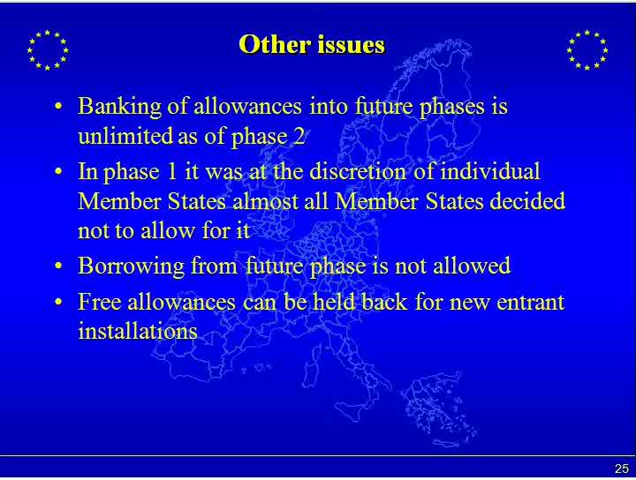 Other issues
• Banking of allowances into future phases is
unlimited as of phase 2
• In phase 1 it was at the discretion of individual
Member States almost all Member States decided
not to allow for it
• Borrowing from future phase is not allowed
• Free allowances can be held back for new entrant
installations
25